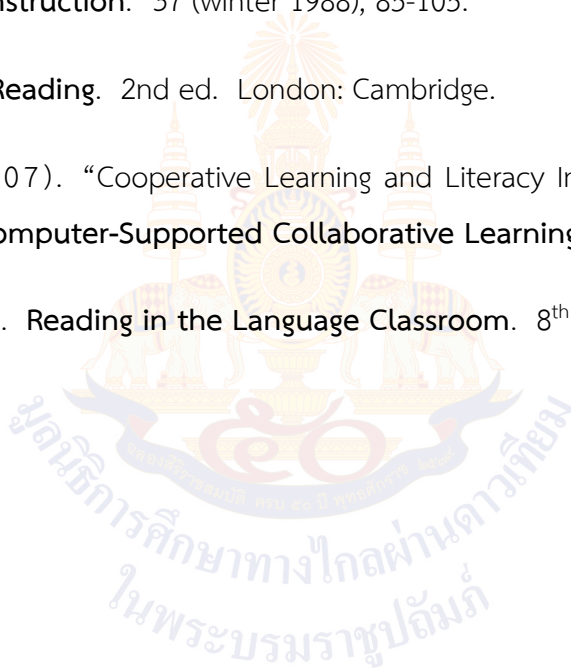 nstruction. 37 (winter 1988), 85-105.
Reading. 2nd ed. London: Cambridge.
07). “Cooperative Learning and Literacy In
omputer-Supported Collaborative Learning
. Reading in the Language Classroom. 8th
๕๐
มูลนิธิการศึกษาทางไกลผ่านดาวเทียม
ในพระบรมราชูปถัมภ์